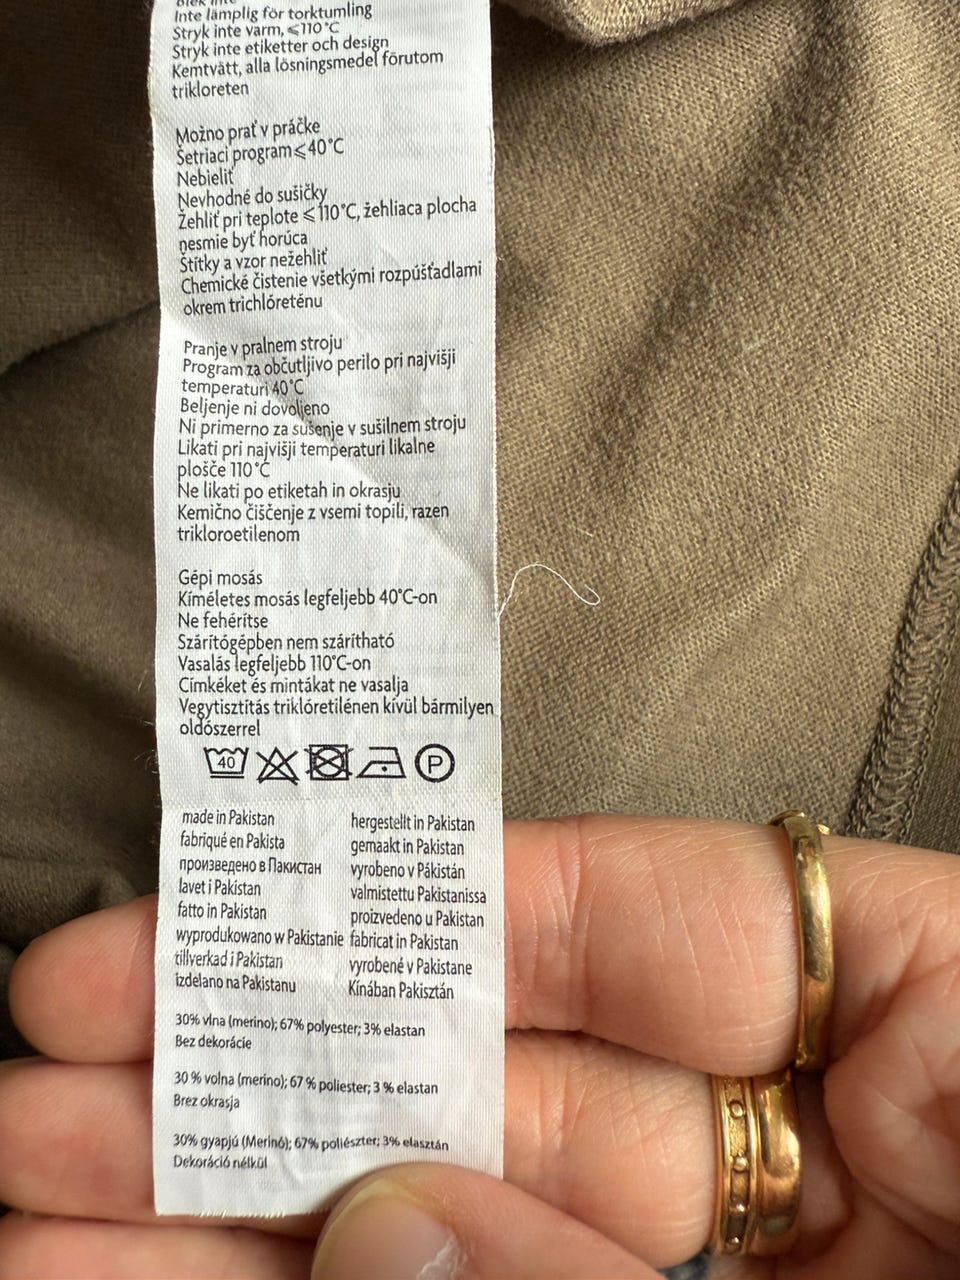 Blek inte
Inte lämplig för torktumling
Stryk inte varm, ⩽110°C
Stryk inte etiketter och design
Kemtvätt, alla lösningsmedel förutom
trikloreten
Možno prať v práčke
Šetriaci program⩽40°C
Nebieliť
Nevhodné do sušičky
Žehliť pri teplote ⩽110°C, žehliaca plocha
nesmie byť horúca
Štítky a vzor nežehliť
Chemické čistenie všetkými rozpúšťadlami
okrem trichlóreténu
Pranje v pralnem stroju
Program za občutljivo perilo pri najvišji
temperaturi 40°C
Beljenje ni dovoljeno
Ni primerno za sušenje v sušilnem stroju
Likati pri najvišji temperaturi likalne
plošče 110°C
Ne likati po etiketah in okrasju
Kemično čiščenje z vsemi topili, razen
trikloroetilenom
Gépi mosás
Kíméletes mosás legfeljebb 40°C-on
Ne fehérítse
Szárítógépben nem szárítható
Vasalás legfeljebb 110°C-on
Címkéket és mintákat ne vasalja
Vegytisztítás triklóretilénen kívül bármilyen
oldószerrel
40 P
made in Pakistan
fabriqué en Pakista
произведено в Пакистан
lavet i Pakistan
fatto in Pakistan
wyprodukowano w Pakistanie
tillverkad i Pakistan
izdelano na Pakistanu
hergestellt in Pakistan
gemaakt in Pakistan
vyrobeno v Pákistán
valmistettu Pakistanissa
proizvedeno u Pakistan
fabricat in Pakistan
vyrobené v Pakistane
Kínában Pakisztán
30% vlna (merino); 67% polyester; 3% elastan
Bez dekorácie
30 % volna (merino); 67 % poliester; 3 % elastan
Brez okrasja
30% gyapjú (Merinó); 67% poliészter; 3% elasztán
Dekoráció nélkül